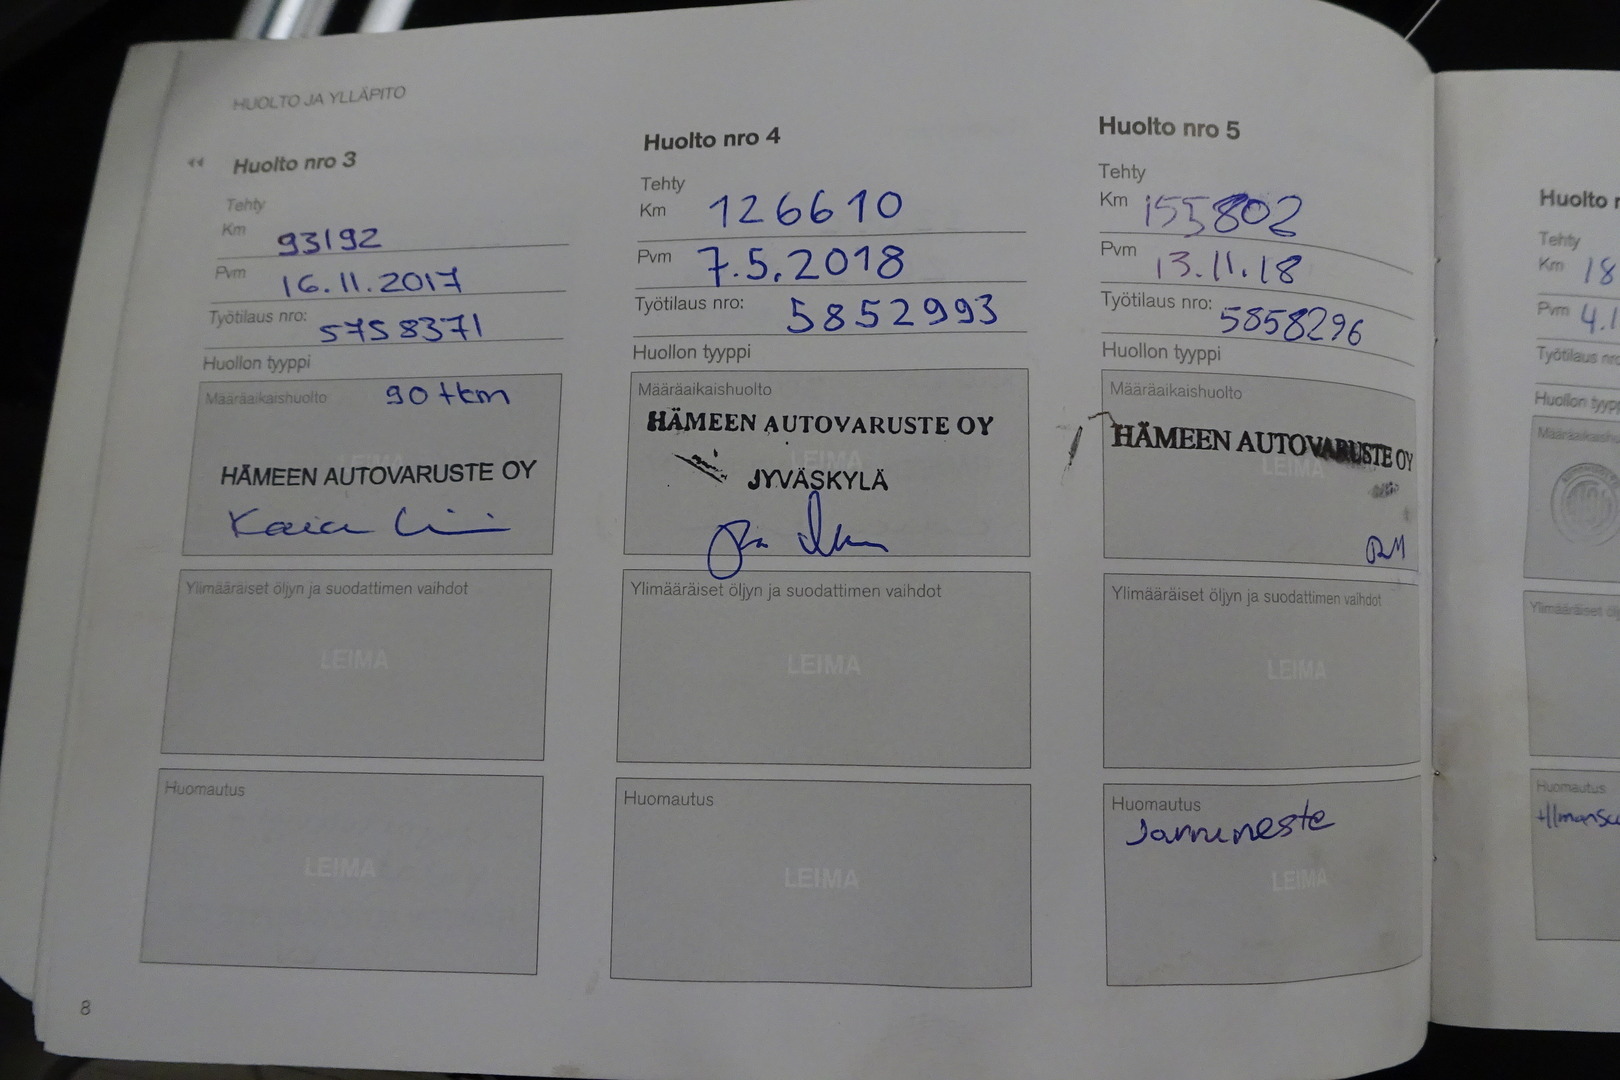 HUOLTO JA YLLÄPITO
Huolto nro 3
Tehty
Km 93192
Pvm 16.11.2017
Työtilaus nro: 5758371
Huollon tyyppi
Määräaikaishuolto 90 tkm
HÄMEEN AUTOVARUSTE OY
Ylimääräiset öljyn ja suodattimen vaihdot
LEIMA
Huomautus
LEIMA
8
Huolto nro 4
Tehty
Km 126610
Pvm 7.5.2018
Työtilaus nro: 5852993
Huollon tyyppi
Määräaikaishuolto
HÄMEEN AUTOVARUSTE OY
LEIMA
JYVÄSKYLÄ
Ylimääräiset öljyn ja suodattimen vaihdot
LEIMA
Huomautus
LEIMA
Huolto nro 5
Tehty
Km 155802
Pvm 13.11.18
Työtilaus nro: 5858296
Huollon tyyppi
Määräaikaishuolto
HÄMEEN AUTOVARUSTE OY
LEIMA
Ylimääräiset öljyn ja suodattimen vaihdot
LEIMA
Huomautus
Jarruneste
LEIMA
Huolto
Tehty
Km 18
Pvm 4.1
Työtilaus
Huollon
Ylimääräiset
Huomautus